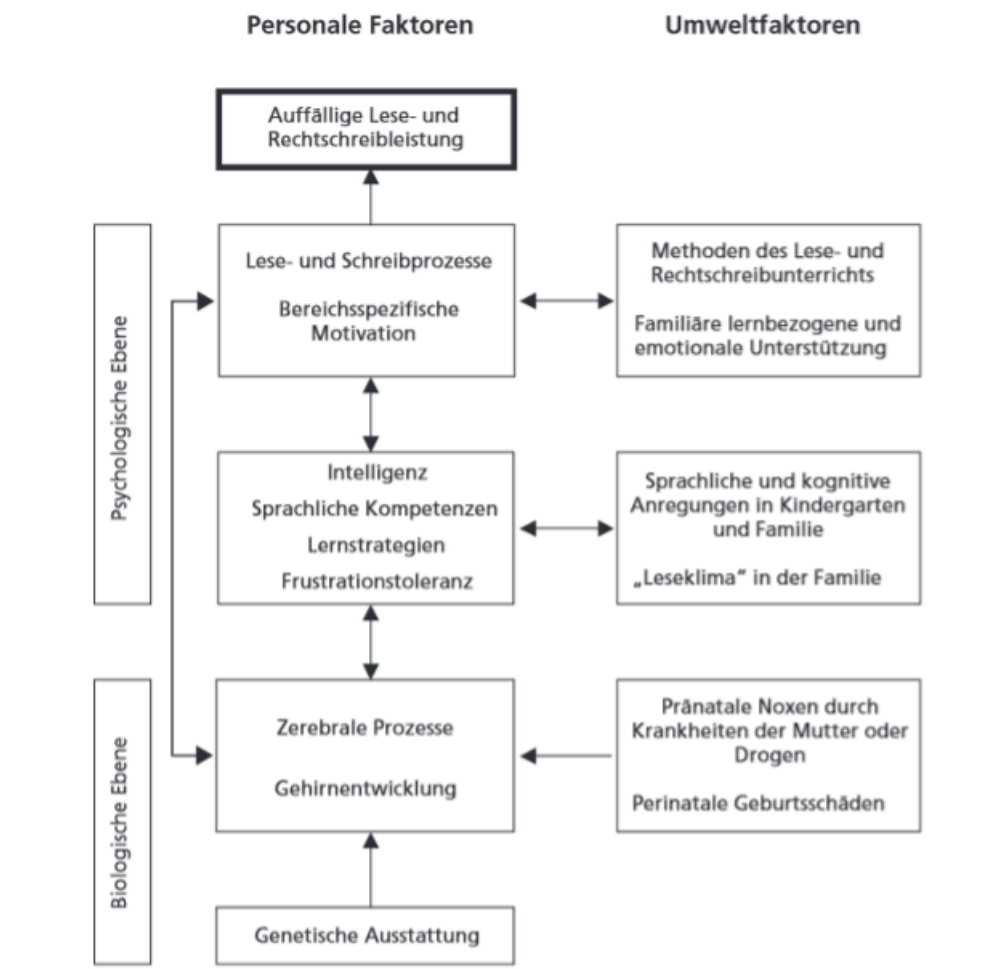 Personale Faktoren
Umweltfaktoren
Auffällige Lese- und
Rechtschreibleistung
Psychologische Ebene
Lese- und Schreibprozesse
Bereichsspezifische
Motivation
Methoden des Lese- und
Rechtschreibunterrichts
Familiäre lernbezogene und
emotionale Unterstützung
Intelligenz
Sprachliche Kompetenzen
Lernstrategien
Frustrationstoleranz
Sprachliche und kognitive
Anregungen in Kindergarten
und Familie
„Leseklima“ in der Familie
Biologische Ebene
Zerebrale Prozesse
Gehirnentwicklung
Pränatale Noxen durch
Krankheiten der Mutter oder
Drogen
Perinatale Geburtsschäden
Genetische Ausstattung